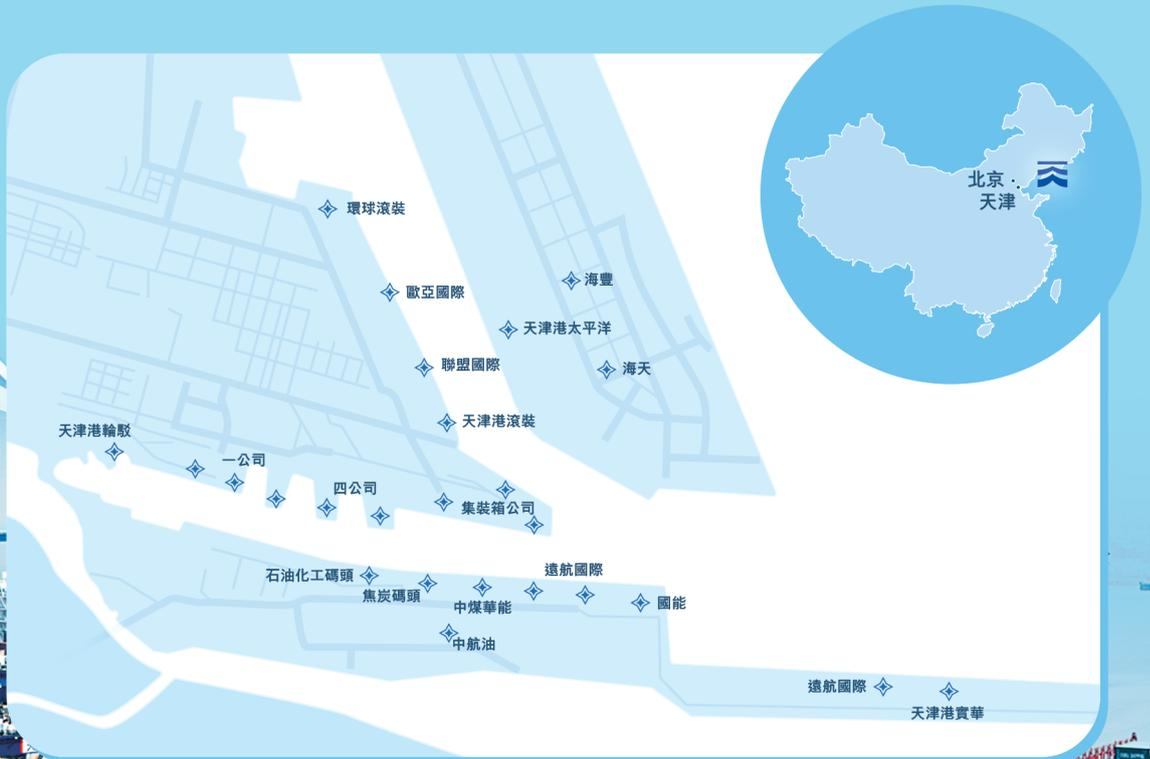 北京
天津
環球滾裝
海豐
歐亞國際
天津港太平洋
聯盟國際
海天
天津港滾裝
天津港輪駁
一公司
四公司
集裝箱公司
遠航國際
石油化工碼頭
焦炭碼頭
中煤華能
國能
中航油
遠航國際
天津港實華